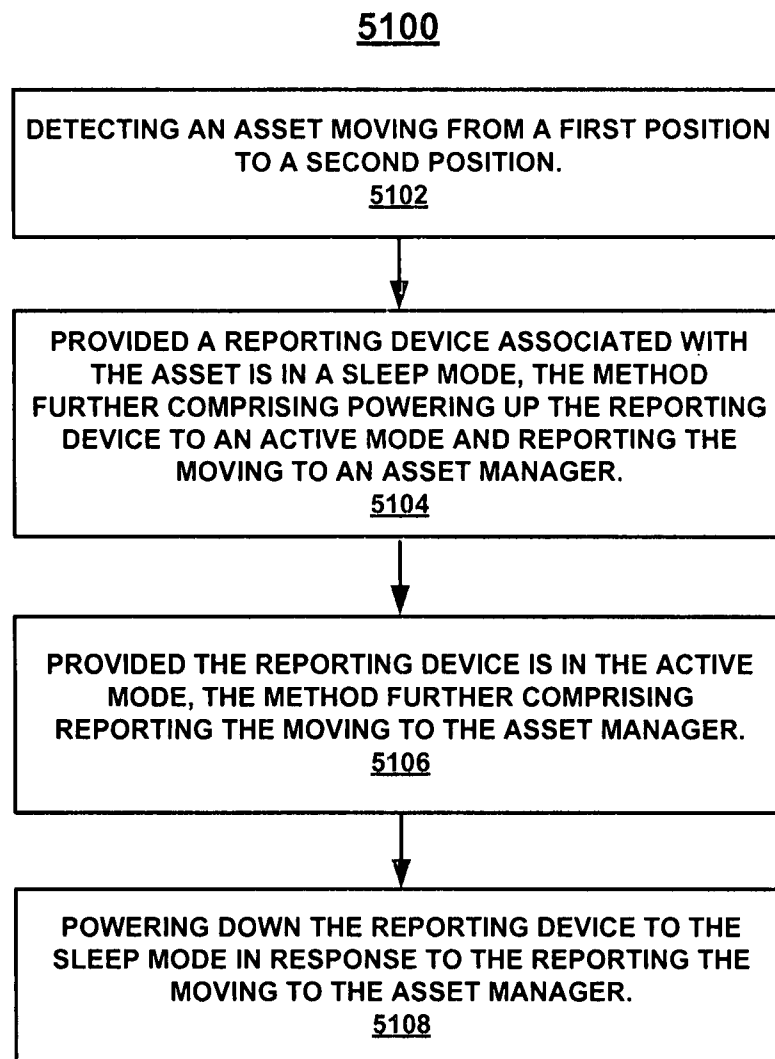 5100
DETECTING AN ASSET MOVING FROM A FIRST POSITION
TO A SECOND POSITION.
5102
PROVIDED A REPORTING DEVICE ASSOCIATED WITH
THE ASSET IS IN A SLEEP MODE, THE METHOD
FURTHER COMPRISING POWERING UP THE REPORTING
DEVICE TO AN ACTIVE MODE AND REPORTING THE
MOVING TO AN ASSET MANAGER.
5104
PROVIDED THE REPORTING DEVICE IS IN THE ACTIVE
MODE, THE METHOD FURTHER COMPRISING
REPORTING THE MOVING TO THE ASSET MANAGER.
5106
POWERING DOWN THE REPORTING DEVICE TO THE
SLEEP MODE IN RESPONSE TO THE REPORTING THE
MOVING TO THE ASSET MANAGER.
5108